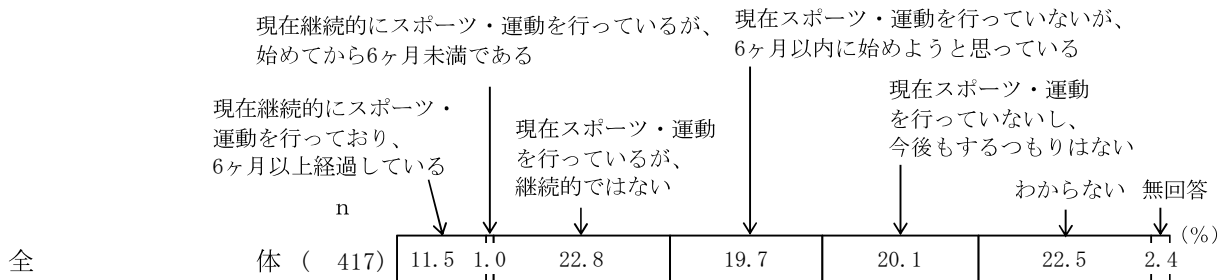 現在継続的にスポーツ・運動を行っているが、
始めてから6ヶ月未満である
現在スポーツ・運動を行っていないが、
6ヶ月以内に始めようと思っている
現在継続的にスポーツ・
運動を行っており、
6ヶ月以上経過している
現在スポーツ・運動
を行っているが、
継続的ではない
現在スポーツ・運動
を行っていないし、
今後もするつもりはない
わからない 無回答
n
(%)
全 体 ( 417) 11.5 1.0 22.8 19.7 20.1 22.5 2.4